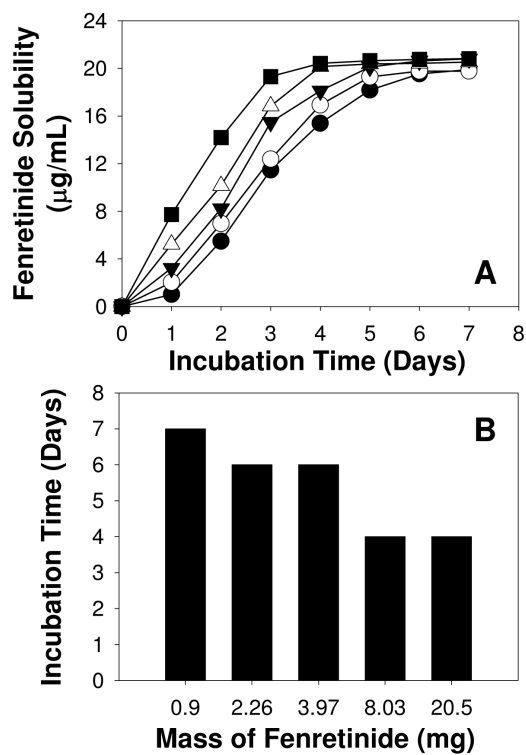 24
20
16
12
8
4
0
Fenretinide Solubility
(μg/mL)
A
0 1 2 3 4 5 6 7 8
Incubation Time (Days)
8
7
6
5
4
3
2
1
0
Incubation Time (Days)
B
0.9 2.26 3.97 8.03 20.5
Mass of Fenretinide (mg)